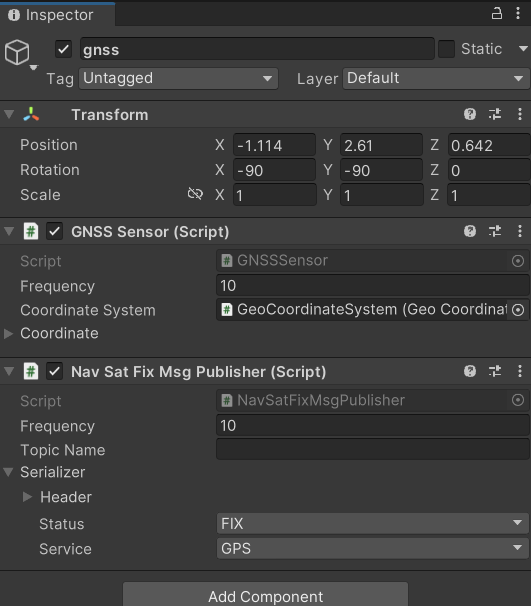 Inspector
gnss Static
Tag Untagged Layer Default
Transform
Position X -1.114 Y 2.61 Z 0.642
Rotation X -90 Y -90 Z 0
Scale X 1 Y 1 Z 1
# GNSS Sensor (Script)
Script # GNSSSensor
Frequency 10
Coordinate System # GeoCoordinateSystem (Geo Coordinat
Coordinate
# Nav Sat Fix Msg Publisher (Script)
Script # NavSatFixMsgPublisher
Frequency 10
Topic Name
Serializer
Header
Status FIX
Service GPS
Add Component